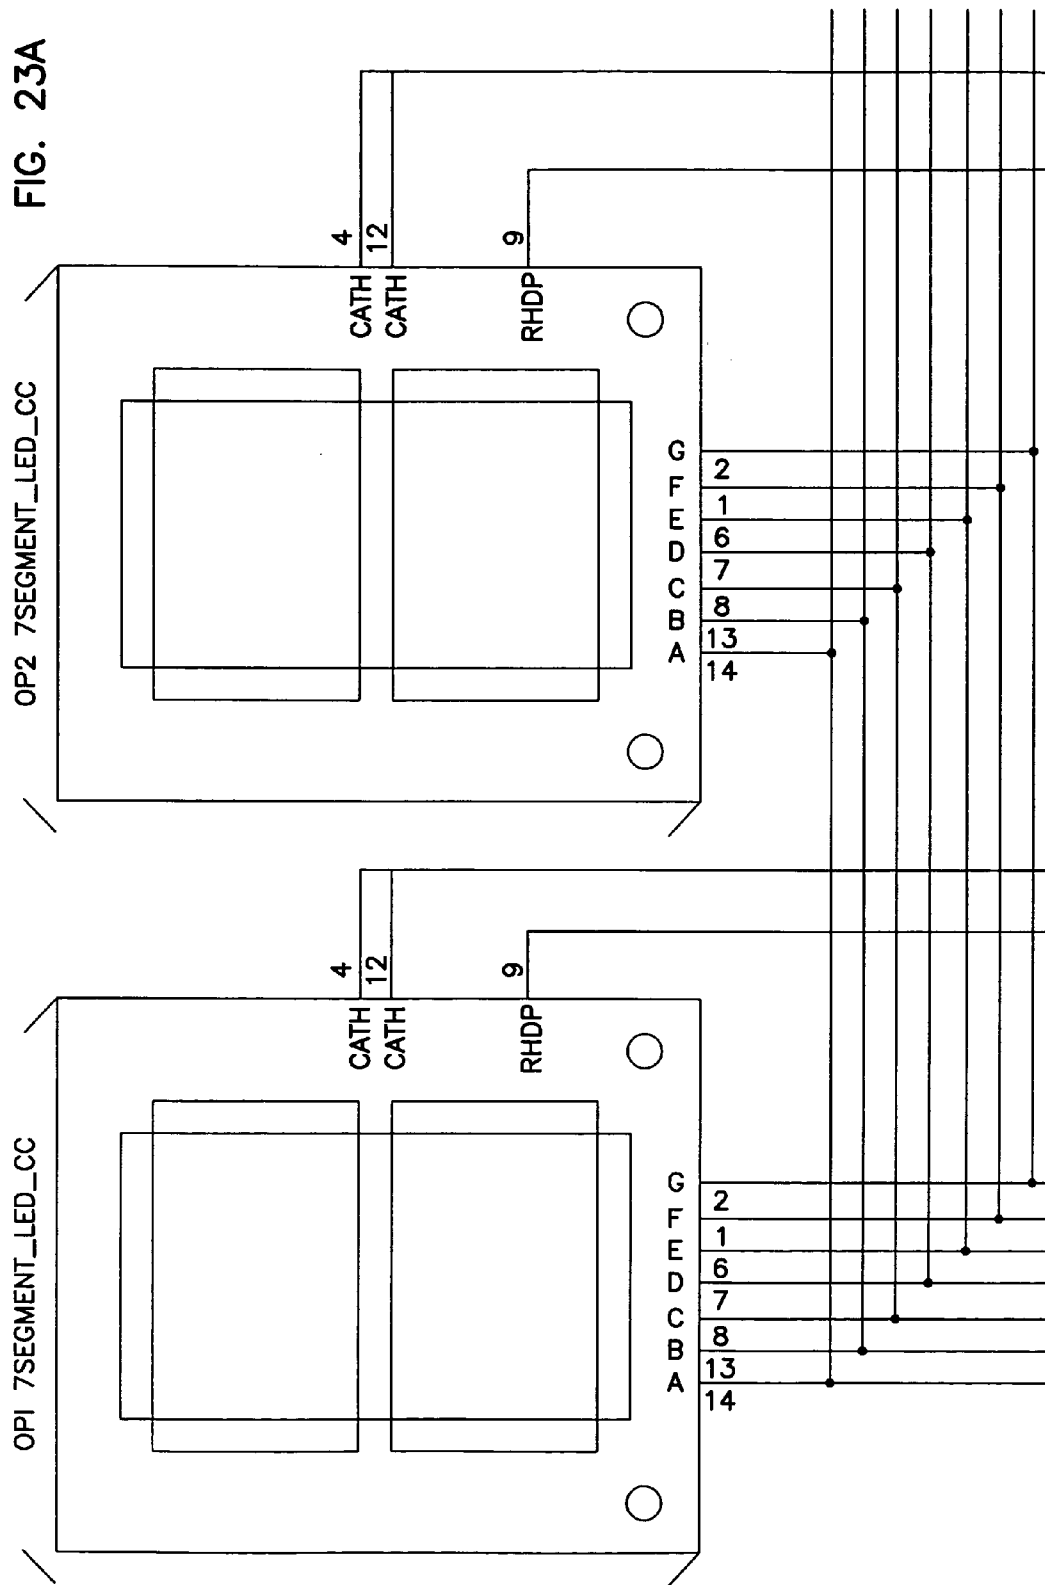 FIG. 23A
OP2 7SEGMENT_LED_CC
4
12
9
CATH
CATH
RHDP
G
F
E
D
C
B
A
2
1
6
7
8
13
14
OP1 7SEGMENT_LED_CC
4
12
9
CATH
CATH
RHDP
G
F
E
D
C
B
A
2
1
6
7
8
13
14